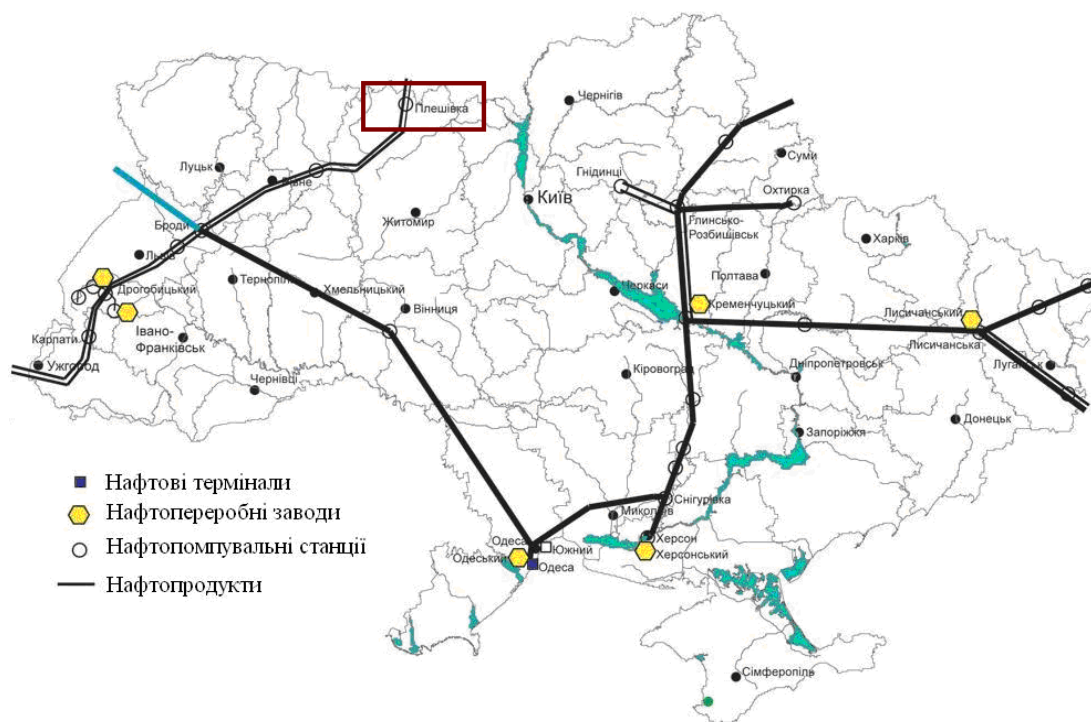 Чернігів
Плешівка
Суми
Луцьк
Рівне
Гнідинці
Охтирка
Київ
Житомир
Глинсько-
Розбишівськ
Броди
Харків
Львів
Полтава
Тернопіль
Хмельницький
Черкаси
Дрогобицький
Вінниця
Кременчуцький
Лисичанський
Івано-
Франківськ
Карпати
Лисичанська
Ужгород
Кіровоград
Дніпропетровськ
Луганськ
Чернівці
Донецьк
Запоріжжя
Нафтові термінали
Снігурівка
Нафтопереробні заводи
Миколаїв
Нафтопомпувальні станції
Одеса
Южний
Херсон
Одеський
Херсонський
Одеса
Нафтопродукти
Сімферопіль